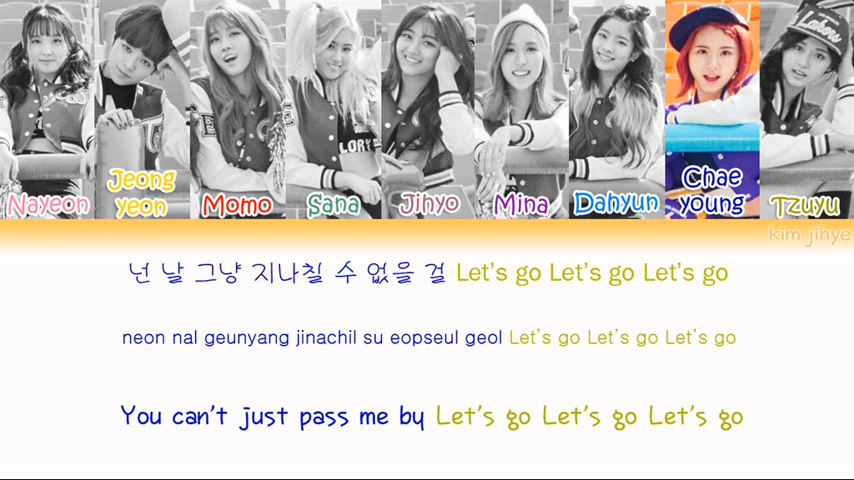 Nayeon
Jeong
yeon
Momo
Sana
Jihyo
Mina
Dahyun
Chae
young
Tzuyu
kim jihye
넌 날 그냥 지나칠 수 없을 걸 Let's go Let's go Let's go
neon nal geunyang jinachil su eopseul geol Let's go Let's go Let's go
You can't just pass me by Let's go Let's go Let's go